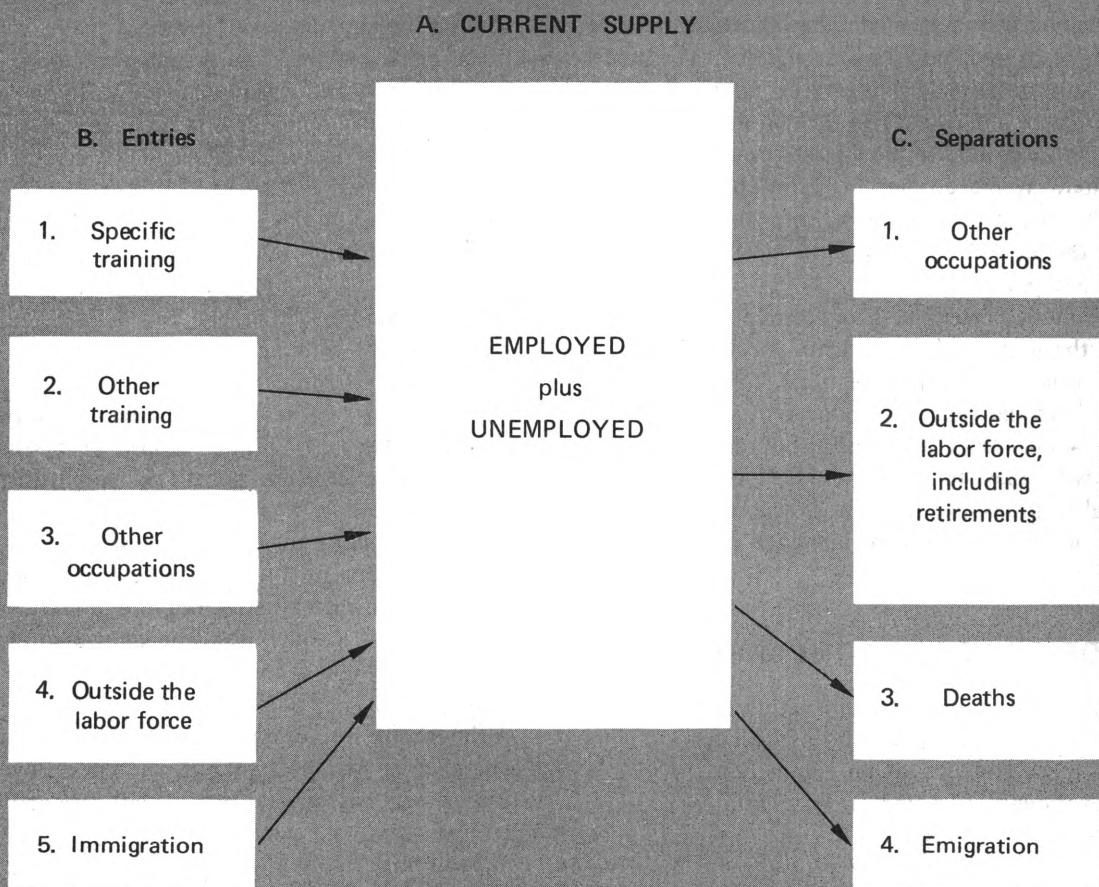 A. CURRENT SUPPLY
B. Entries
1. Specific
training
2. Other
training
3. Other
occupations
4. Outside the
labor force
5. Immigration
EMPLOYED
plus
UNEMPLOYED
C. Separations
1. Other
occupations
2. Outside the
labor force,
including
retirements
3. Deaths
4. Emigration